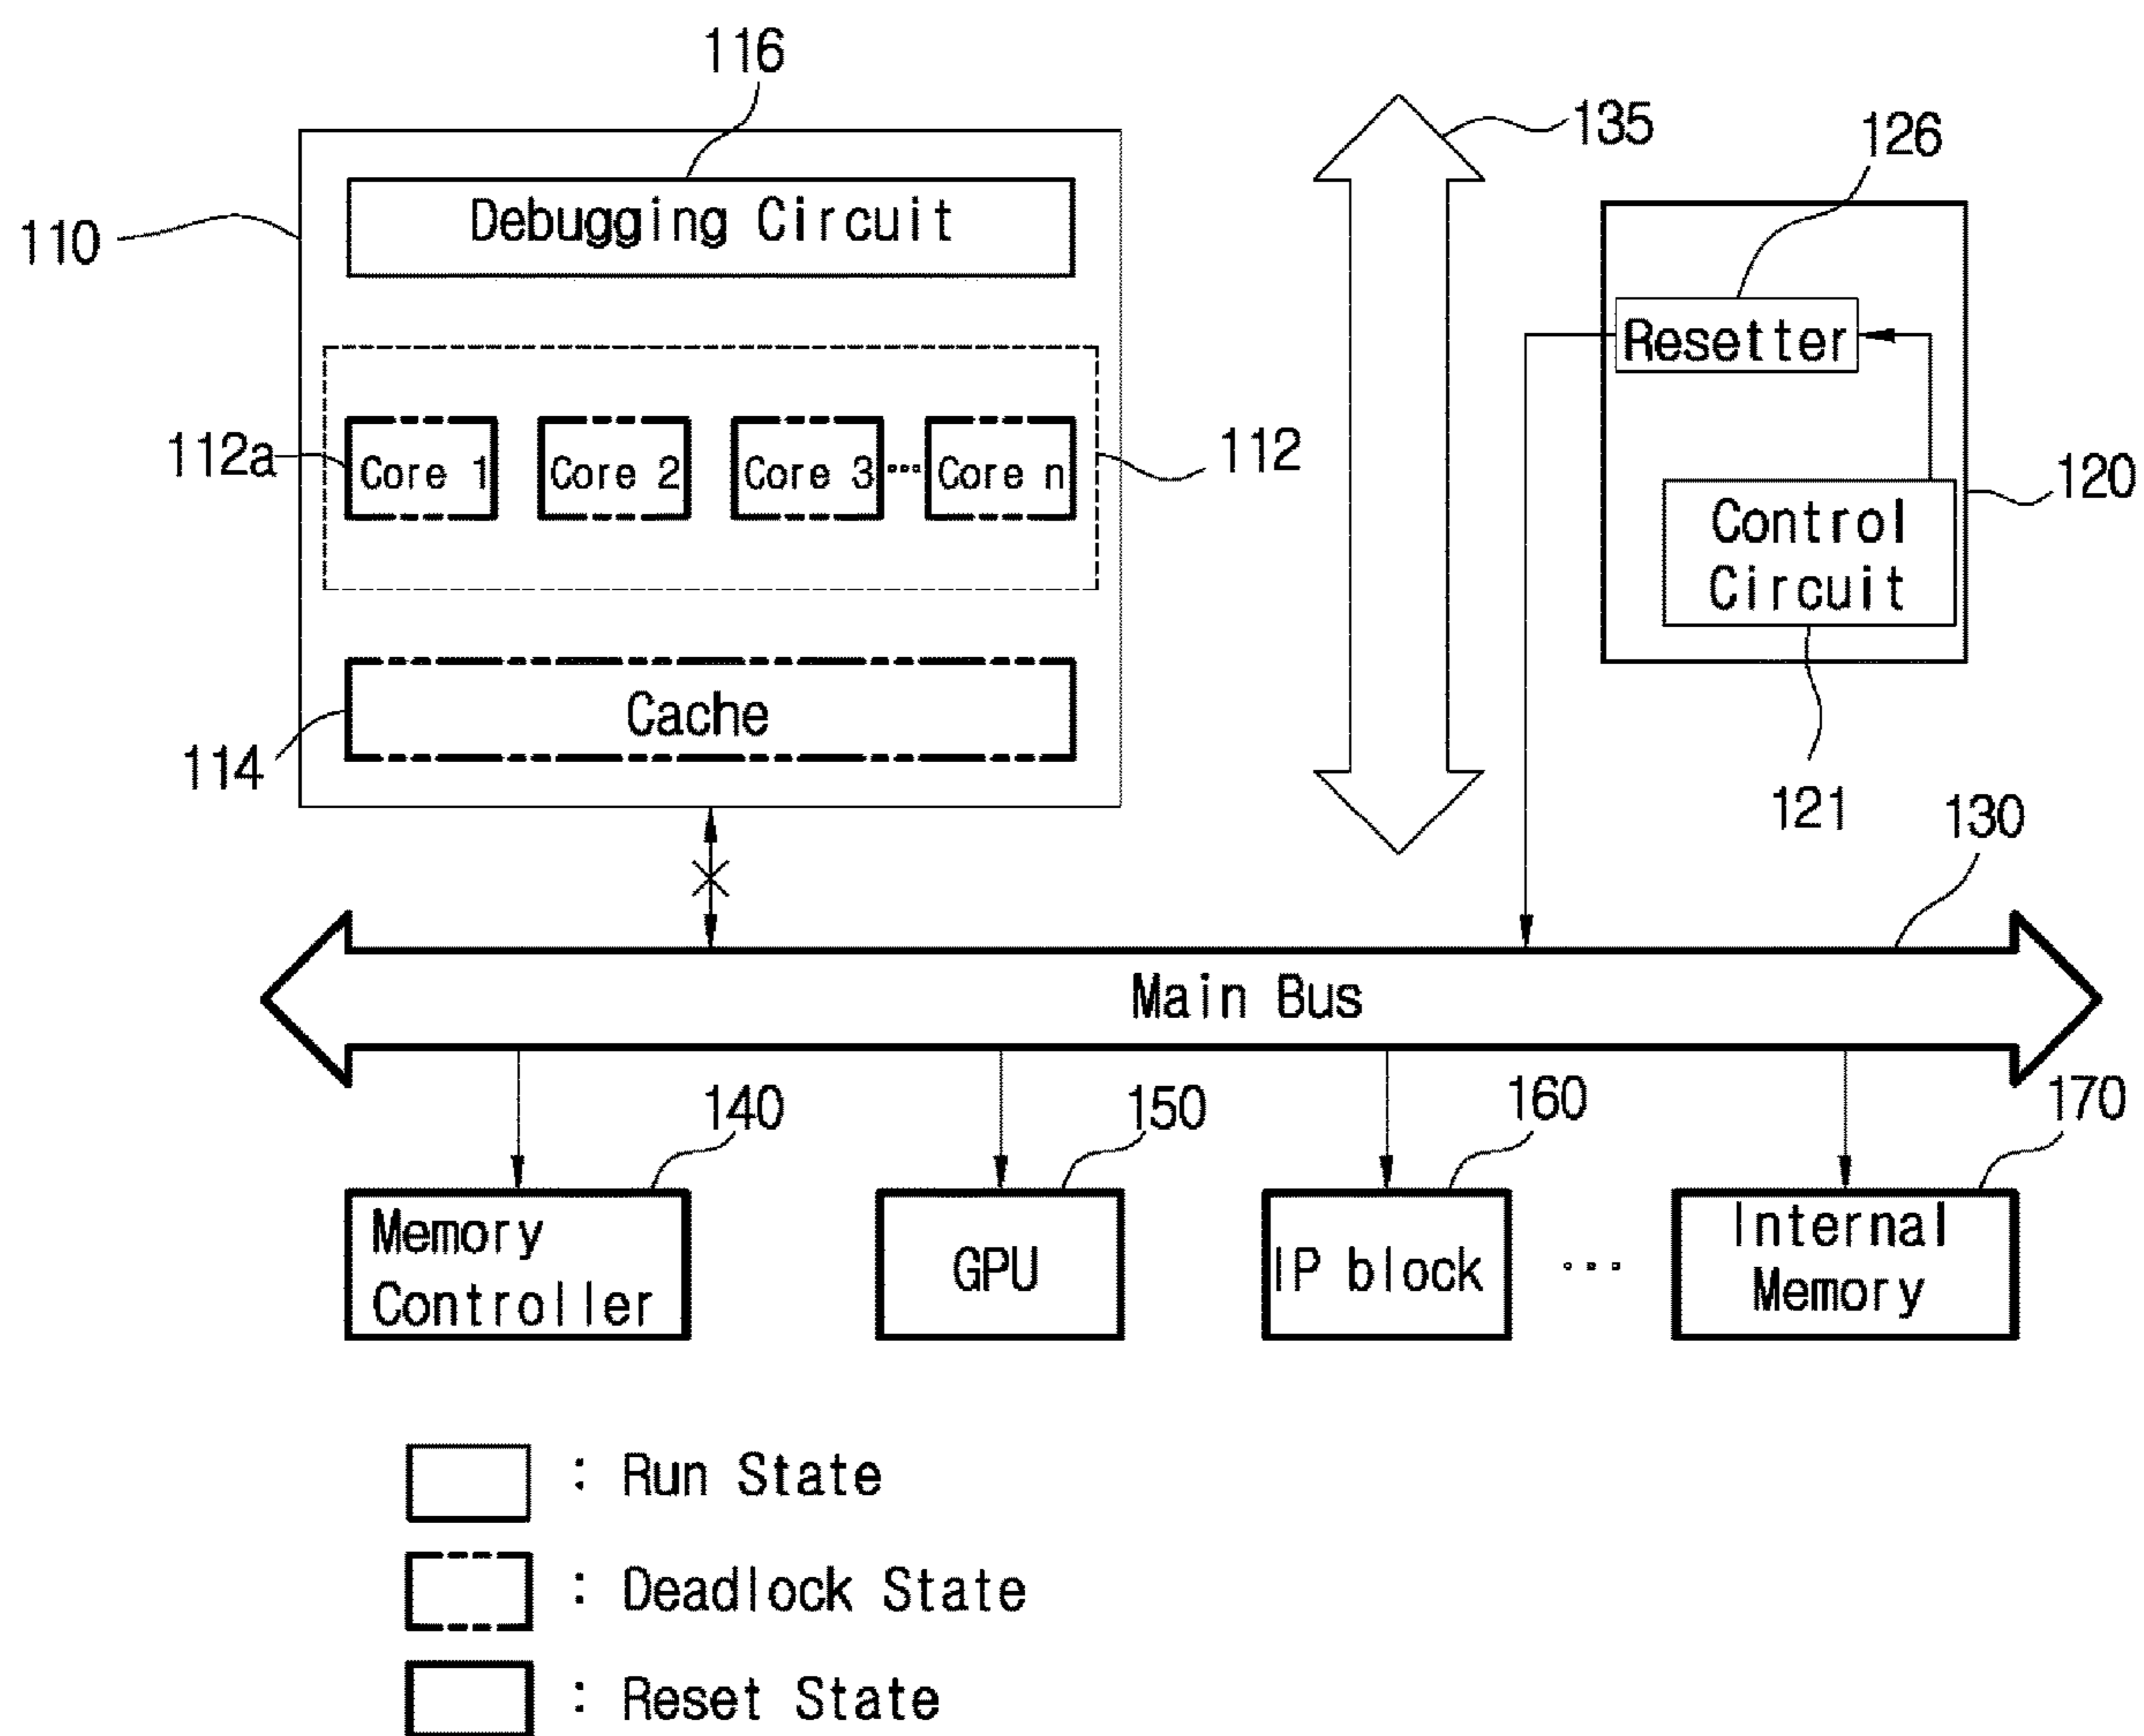 116
135
126
Debugging Circuit
110
Resetter
112a
Core 1
Core 2
Core 3
...
Core n
112
120
Control
Circuit
Cache
114
121
130
Main Bus
140
150
160
170
Memory
Controller
GPU
IP block
...
Internal
Memory
: Run State
: Deadlock State
: Reset State